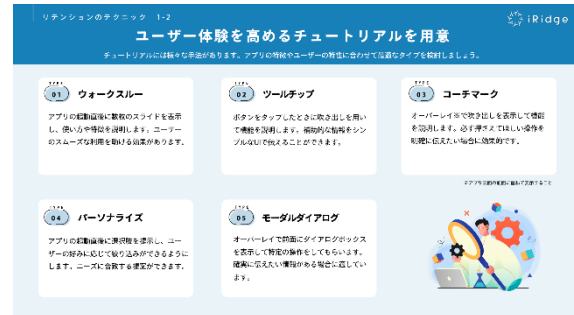 リテンションのテクニック 1-2
iRidge
ユーザー体験を高めるチュートリアルを用意
チュートリアルには様々な手法があります。アプリの特徴やユーザーの特性に合わせて最適なタイプを検討しましょう。
TYPE
01 ウォークスルー
アプリの起動直後に数枚のスライドを表示
し、使い方や特徴を説明します。ユーザー
のスムーズな利用を助ける効果があります。
TYPE
02 ツールチップ
ボタンをタップしたときに吹き出しを用い
て機能を説明します。補助的な情報をシン
プルなUIで伝えることができます。
TYPE
03 コーチマーク
オーバーレイ※で吹き出しを表示して機能
を説明します。必ず押さえてほしい操作を
明確に伝えたい場合に効果的です。
TYPE
04 パーソナライズ
アプリの起動直後に選択肢を提示し、ユー
ザーの好みに応じて絞り込みができるように
します。ニーズに合致する提案ができます。
TYPE
05 モーダルダイアログ
オーバーレイで前面にダイアログボックス
を表示して特定の操作をしてもらいます。
確実に伝えたい情報がある場合に適してい
ます。